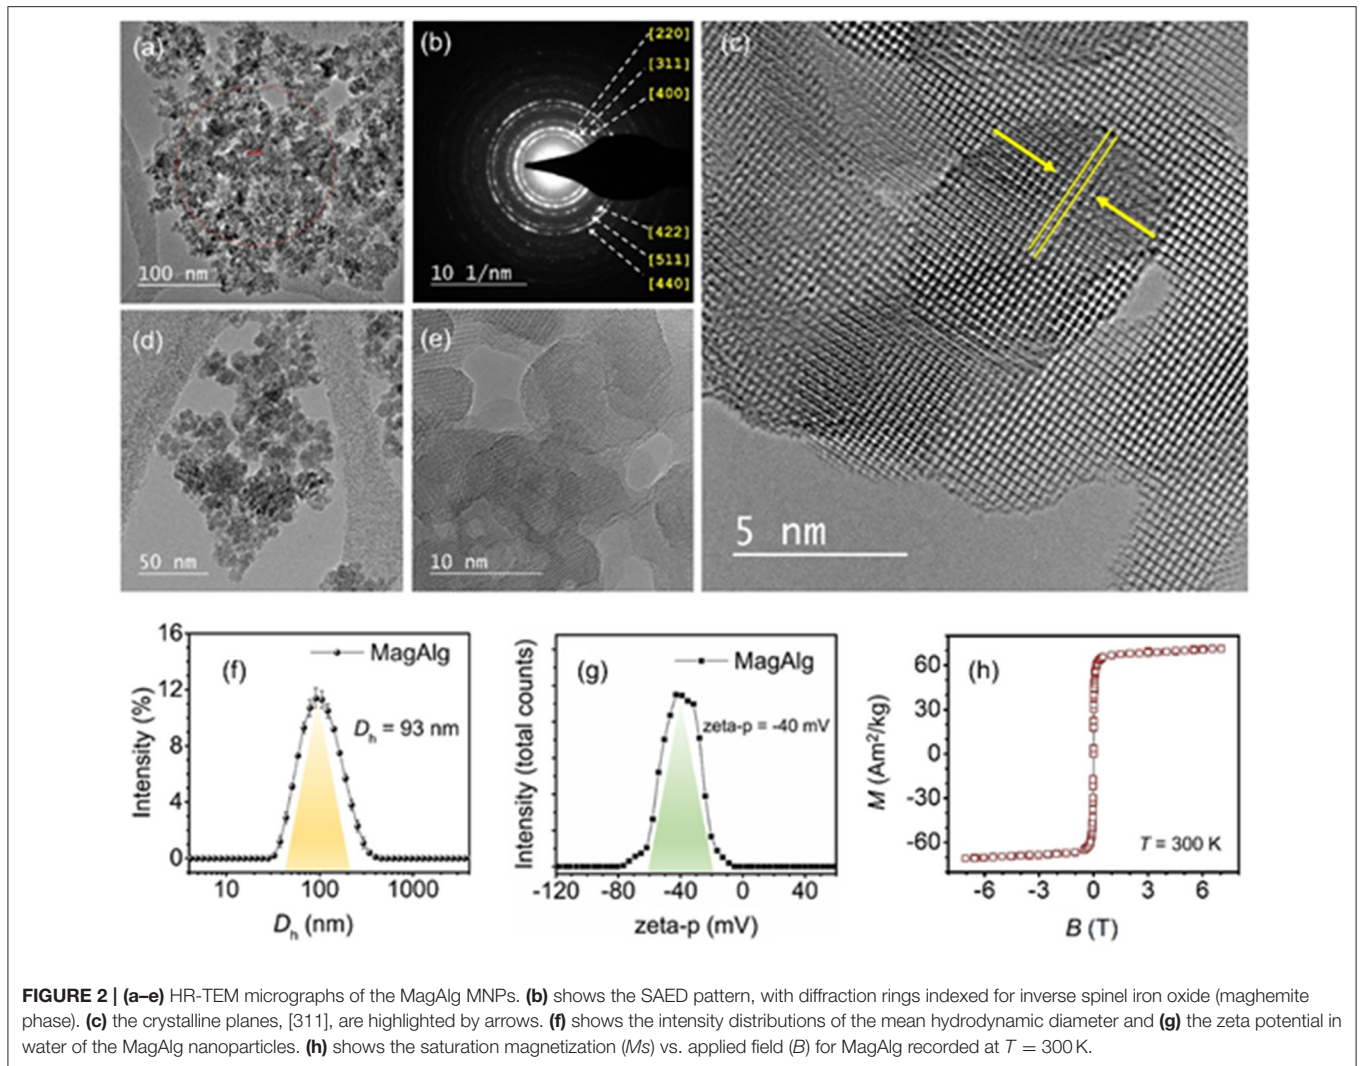 (a)
100 nm
(b)
[220]
[311]
[400]
[422]
[511]
[440]
10 1/nm
(c)
5 nm
(d)
50 nm
(e)
10 nm
16
12
8
4
0
Intensity (%)
(f)
MagAlg
Dh = 93 nm
10
100
1000
Dh (nm)
Intensity (total counts)
(g)
MagAlg
zeta-p = -40 mV
-120
-80
-40
0
40
zeta-p (mV)
60
30
0
-30
-60
M (Am²/kg)
(h)
T = 300 K
-6
-3
0
3
6
B (T)
FIGURE 2 | (a–e) HR-TEM micrographs of the MagAlg MNPs. (b) shows the SAED pattern, with diffraction rings indexed for inverse spinel iron oxide (maghemite
phase). (c) the crystalline planes, [311], are highlighted by arrows. (f) shows the intensity distributions of the mean hydrodynamic diameter and (g) the zeta potential in
water of the MagAlg nanoparticles. (h) shows the saturation magnetization (Ms) vs. applied field (B) for MagAlg recorded at T = 300 K.